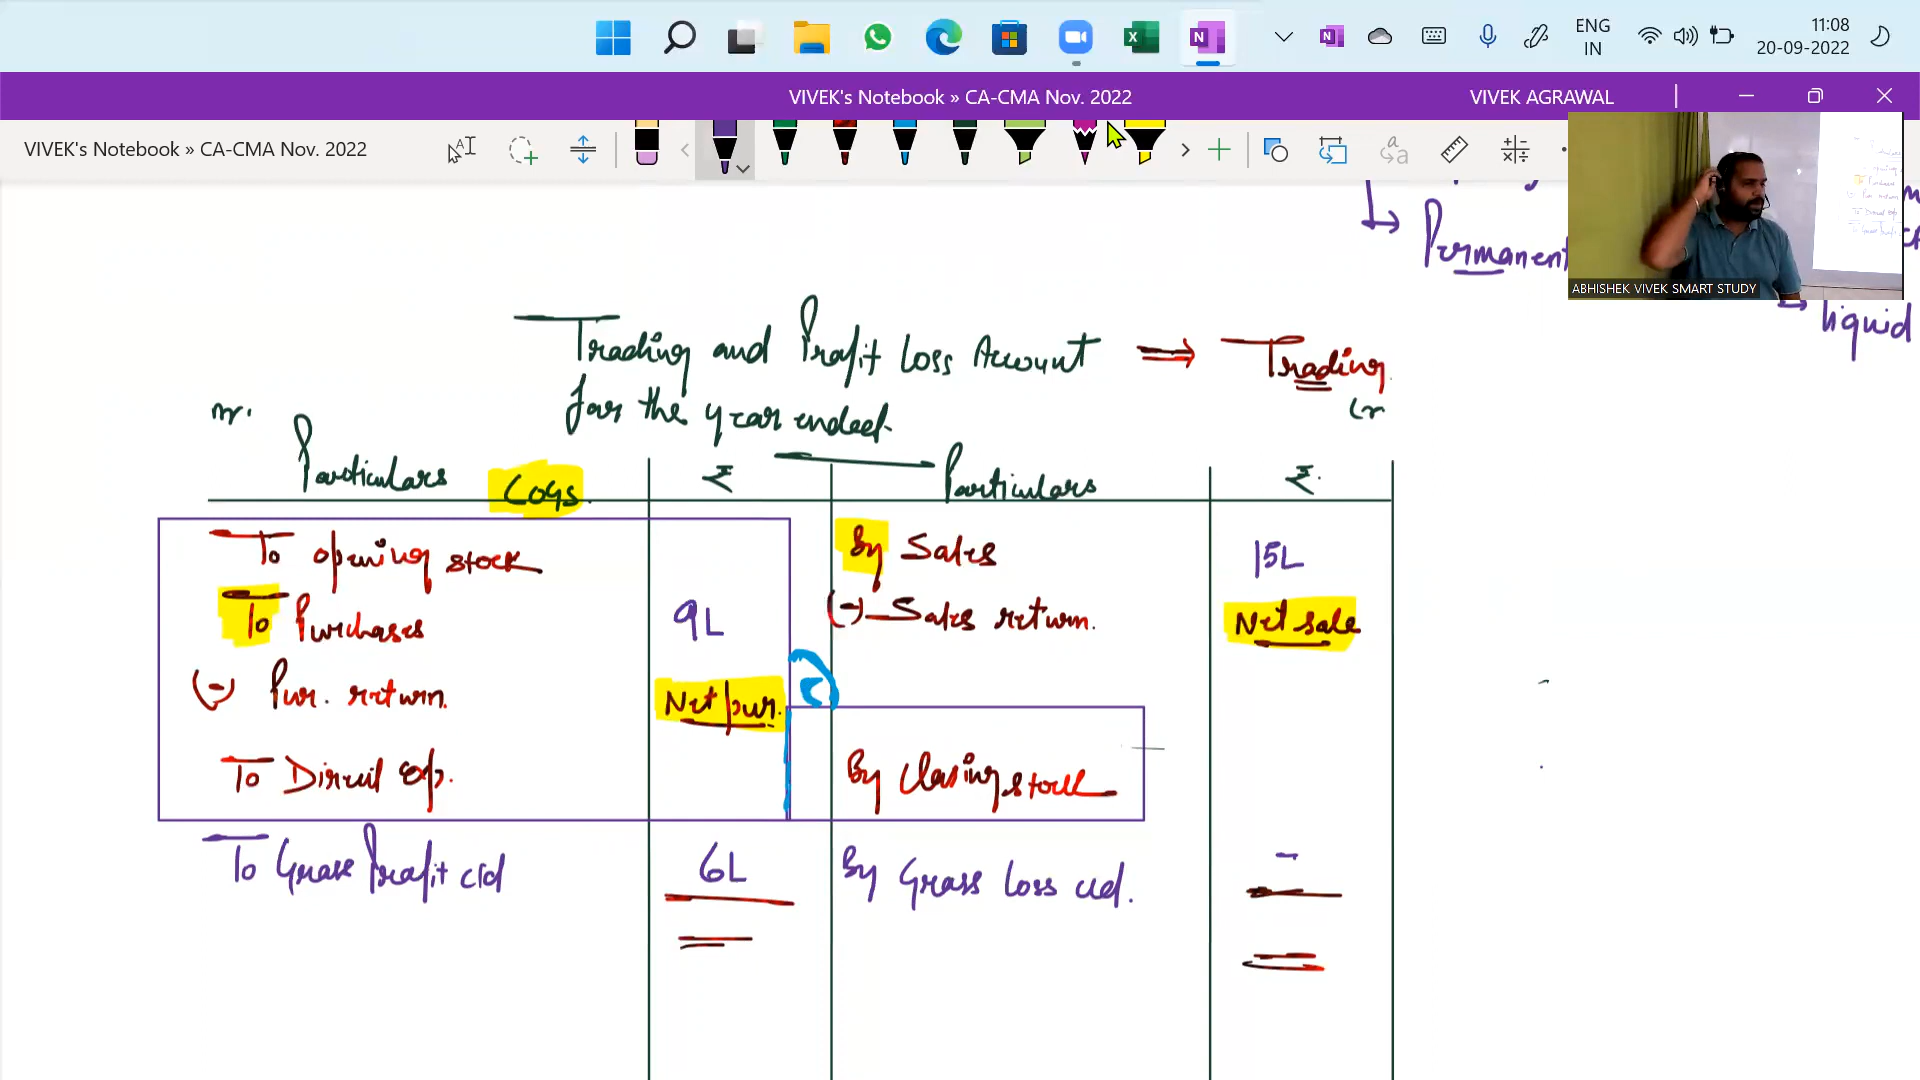 ENG
IN
11:08
20-09-2022
VIVEK's Notebook » CA-CMA Nov. 2022
VIVEK AGRAWAL
VIVEK's Notebook » CA-CMA Nov. 2022
ABHISHEK VIVEK SMART STUDY
Permanent
liquid
Trading and Profit Loss Account ⇒ Trading
for the year ended
Particulars COGS ₹ Particulars ₹
To opening stock By Sales 15L
To Purchases 9L (-) Sales return. Net sale
(-) Pur. return. Net pur.
To Direct Exp. By Closing stock
To Gross Profit c/d 6L By Gross Loss c/d. -